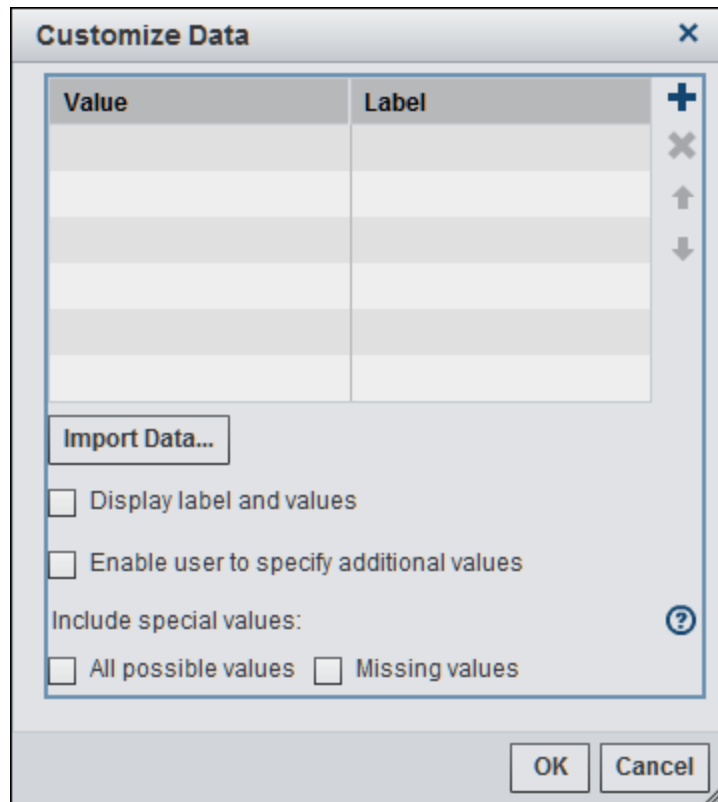 Customize Data
Value Label
Import Data...
Display label and values
Enable user to specify additional values
Include special values:
All possible values Missing values
OK Cancel